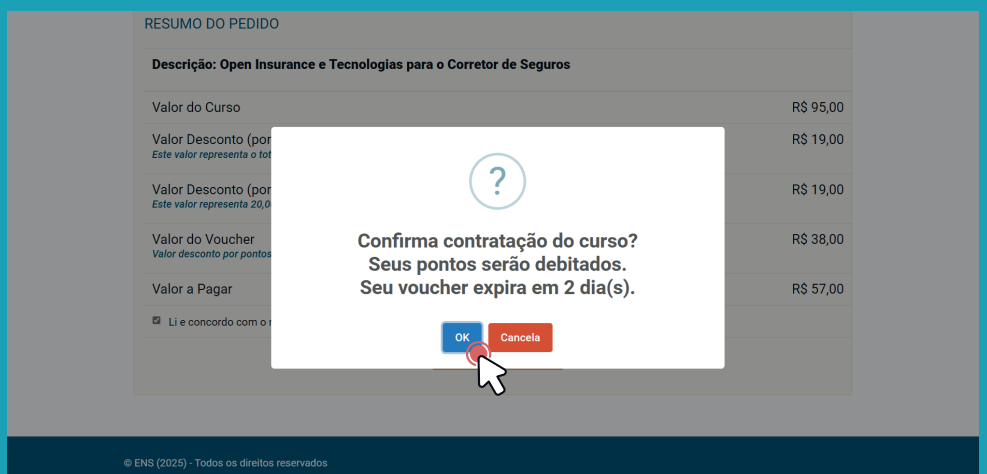 RESUMO DO PEDIDO
Descrição: Open Insurance e Tecnologias para o Corretor de Seguros
Valor do Curso R$ 95,00
Valor Desconto (por R$ 19,00
Este valor representa o tot
Valor Desconto (por R$ 19,00
Este valor representa 20,0
Valor do Voucher R$ 38,00
Valor desconto por pontos
Valor a Pagar R$ 57,00
Li e concordo com o
?
Confirma contratação do curso?
Seus pontos serão debitados.
Seu voucher expira em 2 dia(s).
OK Cancela
© ENS (2025) - Todos os direitos reservados